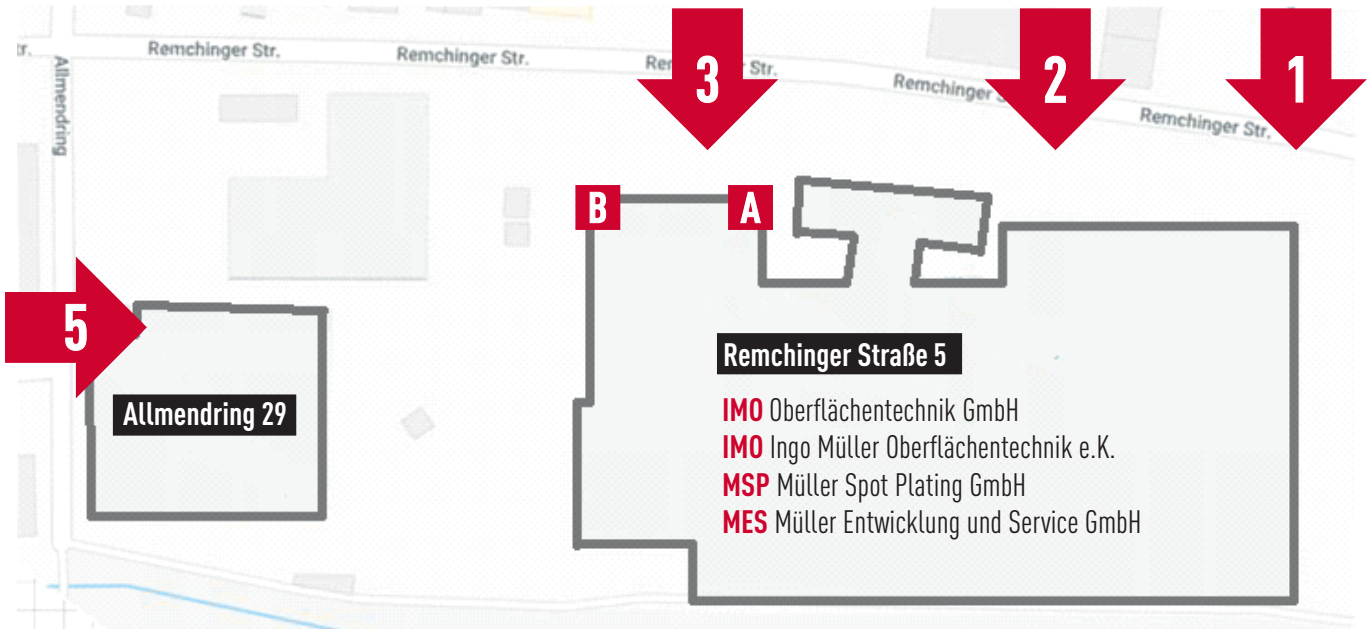 tr.
Remchinger Str.
Remchinger Str.
3
Str.
Remchinger
2
Remchinger Str.
1
Allmendring
B
A
5
Allmendring 29
Remchinger Straße 5
IMO Oberflächentechnik GmbH
IMO Ingo Müller Oberflächentechnik e.K.
MSP Müller Spot Plating GmbH
MES Müller Entwicklung und Service GmbH